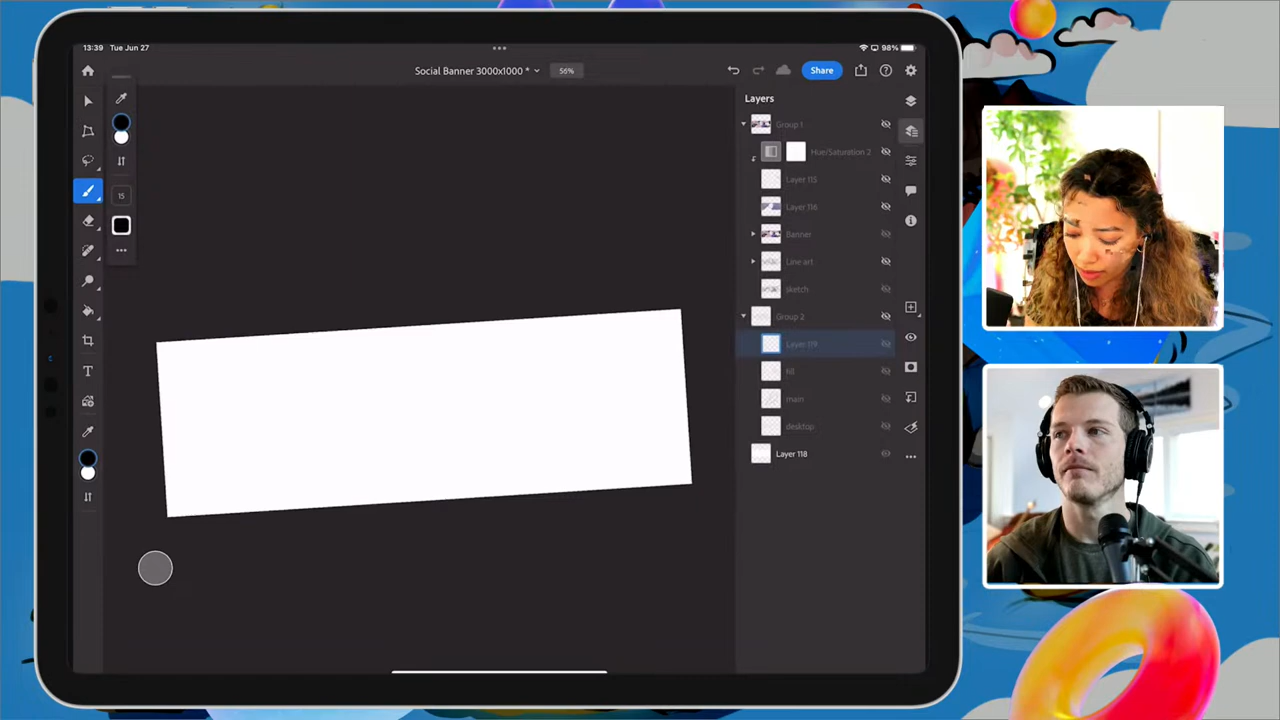 13:39 Tue Jun 27
98%
Social Banner 3000x1000 *
56%
Share
Layers
Group 1
Hue/Saturation 2
Layer 115
Layer 116
Banner
Line art
sketch
Group 2
Layer 119
fill
main
desktop
Layer 118
15
T